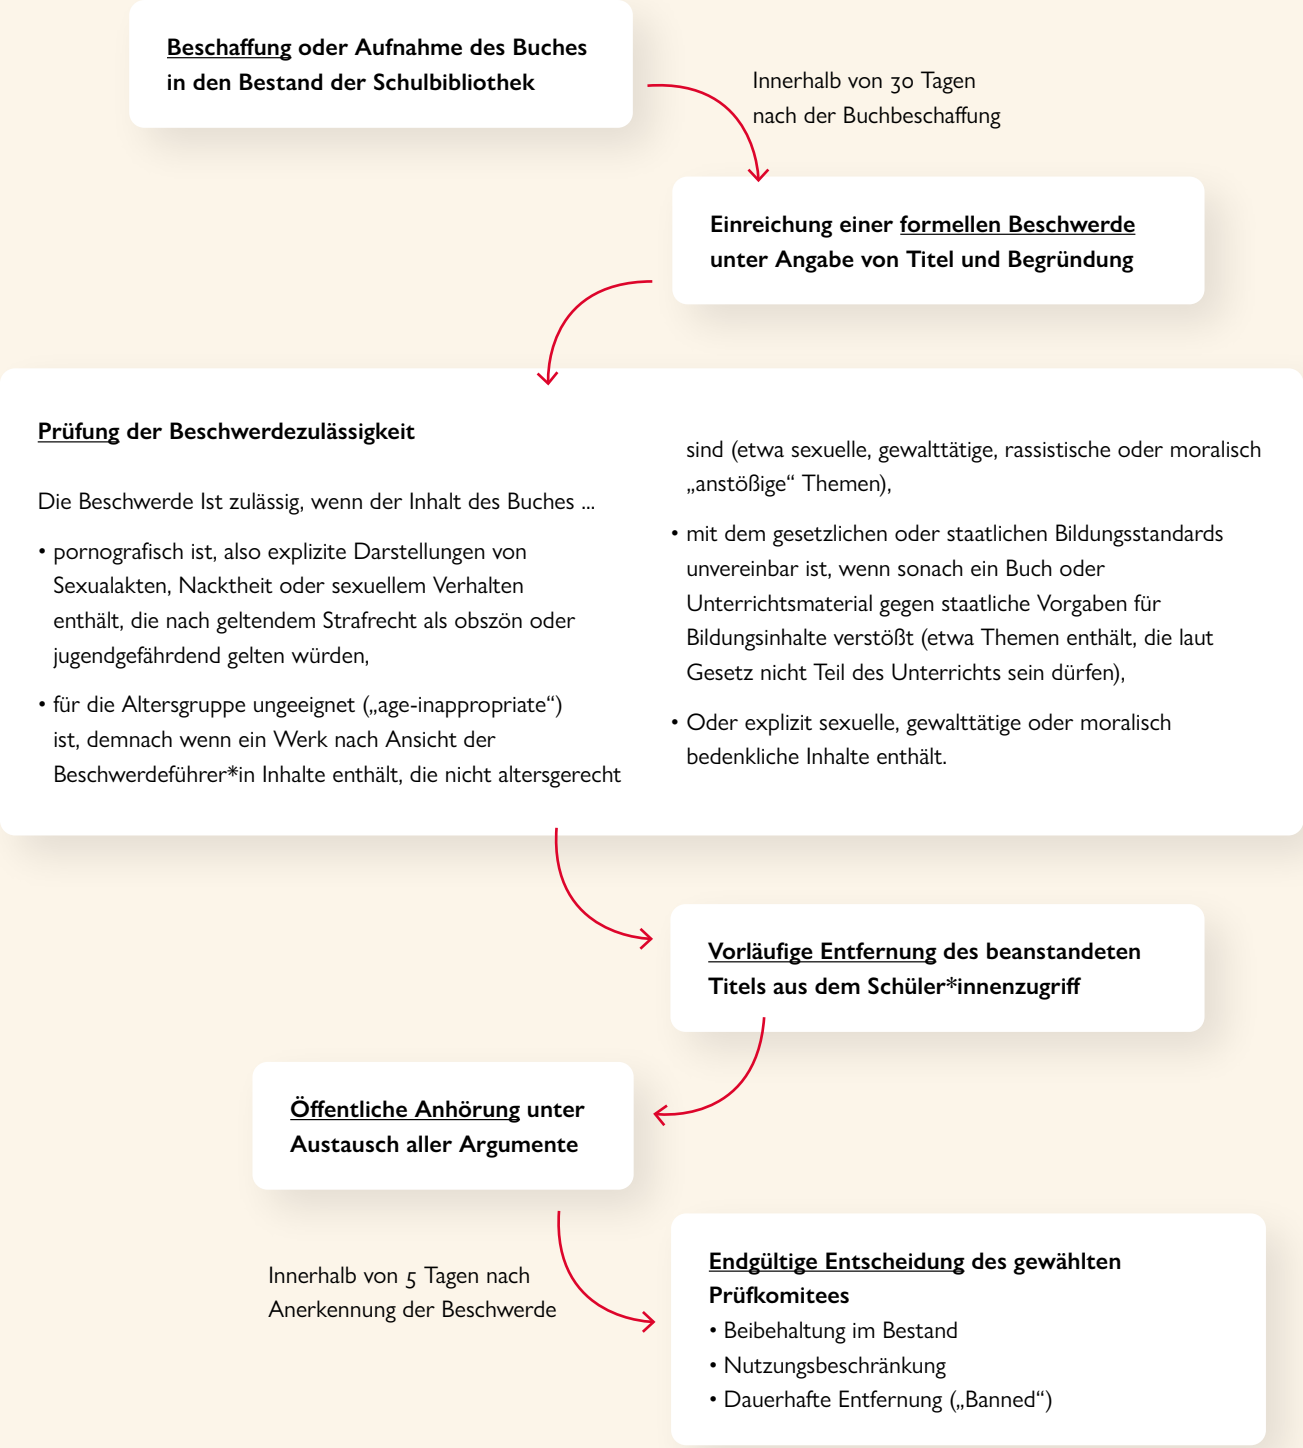 Beschaffung oder Aufnahme des Buches
in den Bestand der Schulbibliothek
Innerhalb von 30 Tagen
nach der Buchbeschaffung
Einreichung einer formellen Beschwerde
unter Angabe von Titel und Begründung
Prüfung der Beschwerdezulässigkeit
Die Beschwerde Ist zulässig, wenn der Inhalt des Buches ...
• pornografisch ist, also explizite Darstellungen von
Sexualakten, Nacktheit oder sexuellem Verhalten
enthält, die nach geltendem Strafrecht als obszön oder
jugendgefährdend gelten würden,
• für die Altersgruppe ungeeignet („age-inappropriate“)
ist, demnach wenn ein Werk nach Ansicht der
Beschwerdeführer*in Inhalte enthält, die nicht altersgerecht
sind (etwa sexuelle, gewalttätige, rassistische oder moralisch
„anstößige“ Themen),
• mit dem gesetzlichen oder staatlichen Bildungsstandards
unvereinbar ist, wenn sonach ein Buch oder
Unterrichtsmaterial gegen staatliche Vorgaben für
Bildungsinhalte verstößt (etwa Themen enthält, die laut
Gesetz nicht Teil des Unterrichts sein dürfen),
• Oder explizit sexuelle, gewalttätige oder moralisch
bedenkliche Inhalte enthält.
Vorläufige Entfernung des beanstandeten
Titels aus dem Schüler*innenzugriff
Öffentliche Anhörung unter
Austausch aller Argumente
Innerhalb von 5 Tagen nach
Anerkennung der Beschwerde
Endgültige Entscheidung des gewählten
Prüfkomitees
• Beibehaltung im Bestand
• Nutzungsbeschränkung
• Dauerhafte Entfernung („Banned“)